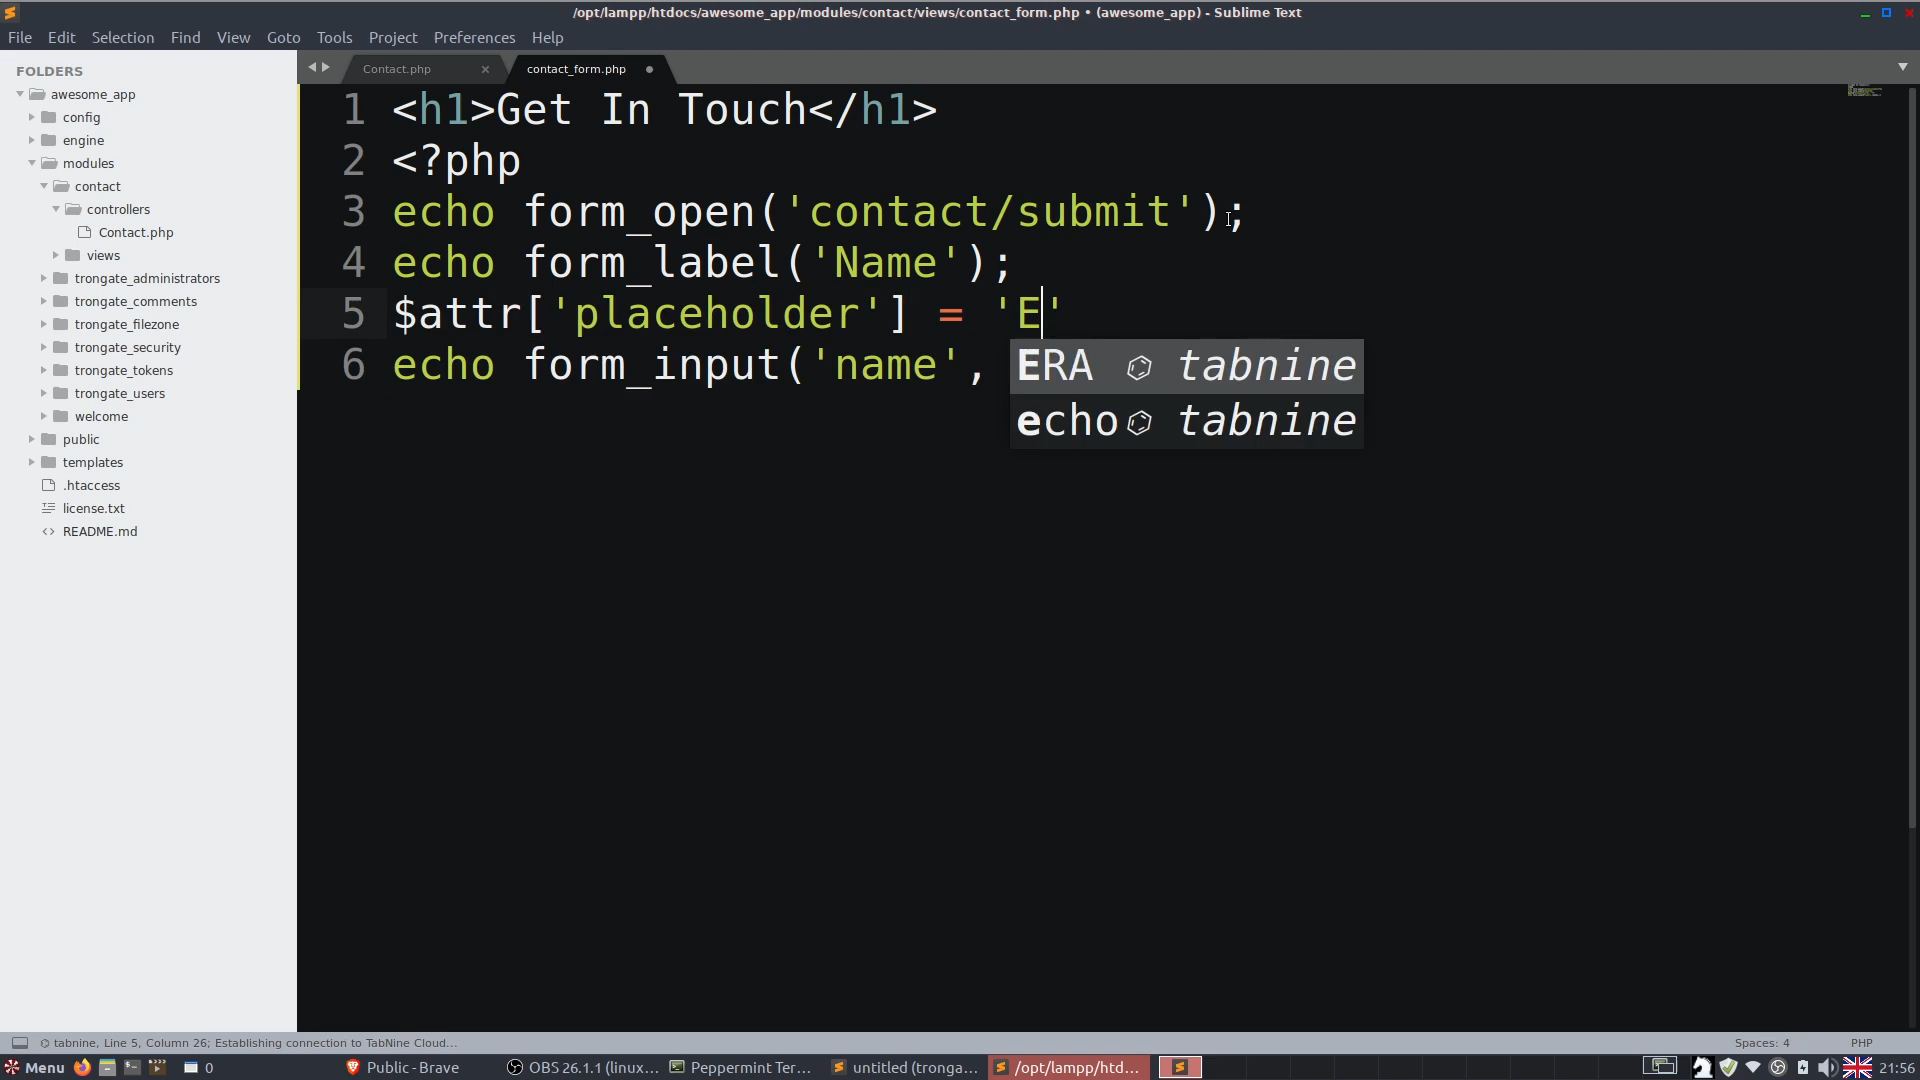 /opt/lampp/htdocs/awesome_app/modules/contact/views/contact_form.php • (awesome_app) - Sublime Text
File Edit Selection Find View Goto Tools Project Preferences Help
FOLDERS
awesome_app
config
engine
modules
contact
controllers
Contact.php
views
trongate_administrators
trongate_comments
trongate_filezone
trongate_security
trongate_tokens
trongate_users
welcome
public
templates
.htaccess
license.txt
README.md
Contact.php × contact_form.php
1 <h1>Get In Touch</h1>
2 <?php
3 echo form_open('contact/submit');
4 echo form_label('Name');
5 $attr['placeholder'] = 'E'
6 echo form_input('name',
ERA tabnine
echo tabnine
tabnine, Line 5, Column 26; Establishing connection to TabNine Cloud...
Spaces: 4 PHP
Menu 0 Public - Brave OBS 26.1.1 (linux... Peppermint Ter... untitled (tronga... /opt/lampp/htd... 21:56